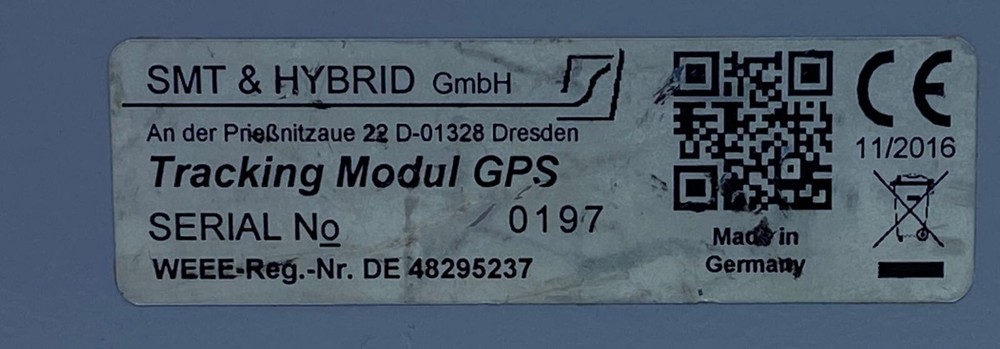 SMT & HYBRID GmbH
An der Prießnitzaue 22 D-01328 Dresden
Tracking Modul GPS
SERIAL No 0197
WEEE-Reg.-Nr. DE 48295237
CE
11/2016
Made in
Germany